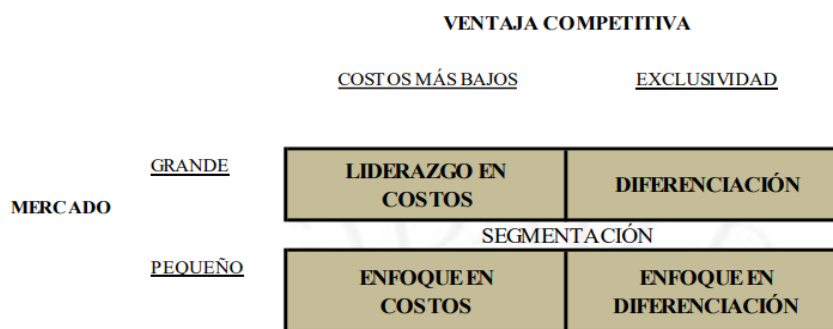 VENTAJA COMPETITIVA
COSTOS MÁS BAJOS EXCLUSIVIDAD
GRANDE
LIDERAZGO EN
COSTOS
DIFERENCIACIÓN
MERCADO
SEGMENTACIÓN
PEQUEÑO
ENFOQUE EN
COSTOS
ENFOQUE EN
DIFERENCIACIÓN